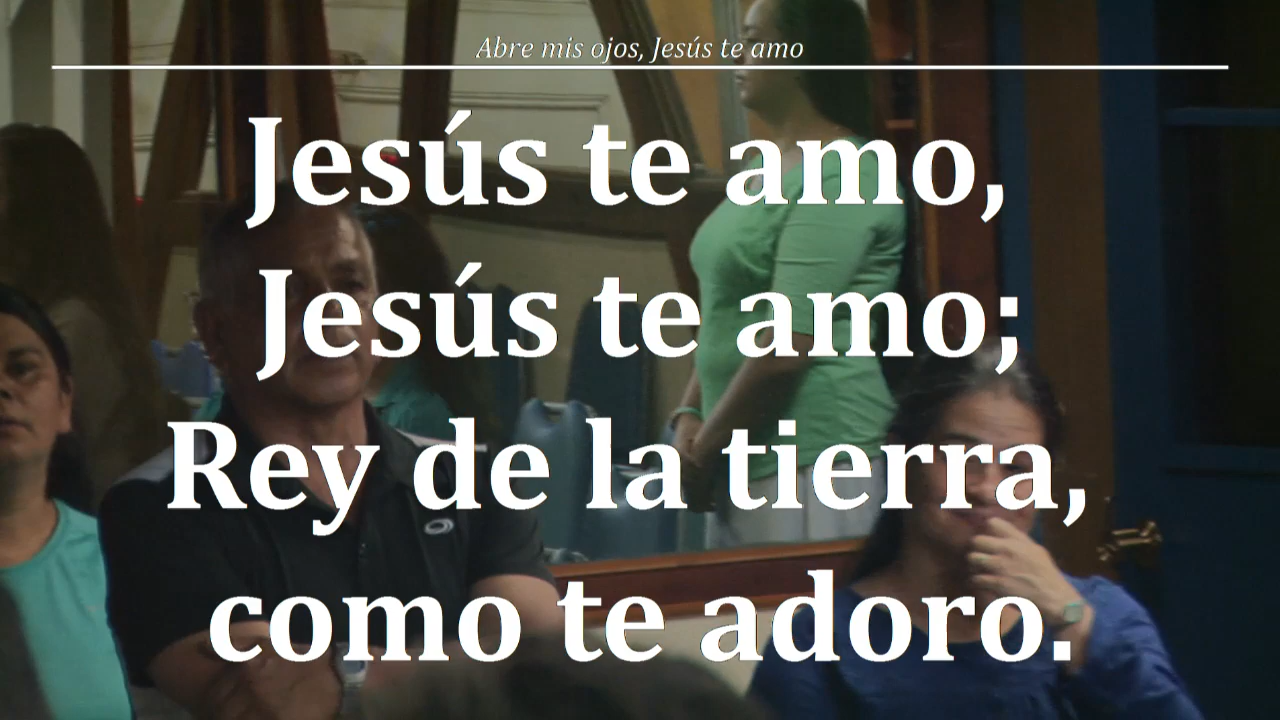 Abre mis ojos, Jesús te amo
Jesús te amo,
Jesús te amo;
Rey de la tierra,
como te adoro.